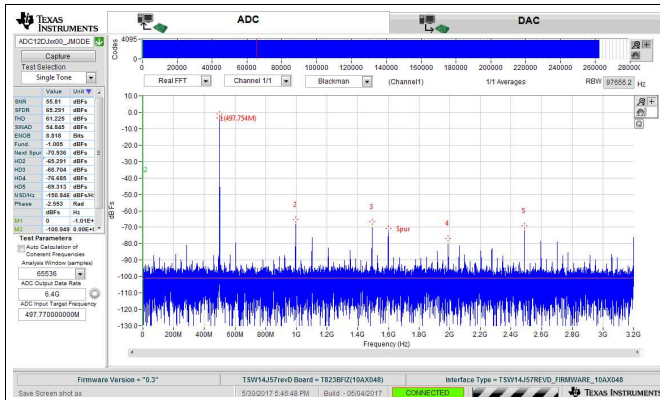 TEXAS INSTRUMENTS
ADC
DAC
ADC12DJxx00_JMODE
Capture
Test Selection
Single Tone
Value Unit
SNR 55.81 dBFs
SFDR 65.291 dBFs
THD 61.225 dBFs
SINAD 54.845 dBFs
ENOB 8.818 Bits
Fund. -1.005 dBFs
Next Spur -70.936 dBFs
HD2 -65.291 dBFs
HD3 -66.704 dBFs
HD4 -76.685 dBFs
HD5 -69.313 dBFs
NSD/Hz -150.846 dBFs/H
Phase -2.553 Rad
dBFs Hz
M1 0 -1.01E+
M2 -100.949 0.00E+
Test Parameters
Auto Calculation of
Coherent Frequencies
Analysis Window (samples)
65536
ADC Output Data Rate
6.4G
ADC Input Target Frequency
497.770000000M
Codes
4095-
0-
0 20000 40000 60000 80000 100000 120000 140000 160000 180000 200000 220000 240000 260000 280000
Real FFT Channel 1/1 Blackman (Channel1) 1/1 Averages RBW 97656.2 Hz
dBFs
10.0-
0.0-
-10.0-
-20.0-
-30.0-
-40.0-
-50.0-
-60.0-
-70.0-
-80.0-
-90.0-
-100.0-
-110.0-
-120.0-
-130.0-
1(497.754M)
2
2
3
Spur
4
5
0 200M 400M 600M 800M 1G 1.2G 1.4G 1.6G 1.8G 2G 2.2G 2.4G 2.6G 2.8G 3G 3.2G
Frequency (Hz)
Firmware Version = "0.3" TSW14J57revD Board = T823BFIZ(10AX048) Interface Type = TSW14J57REVD_FIRMWARE_10AX048
Save Screen shot as 5/30/2017 5:46:48 PM Build - 05/04/2017 CONNECTED TEXAS INSTRUMENTS